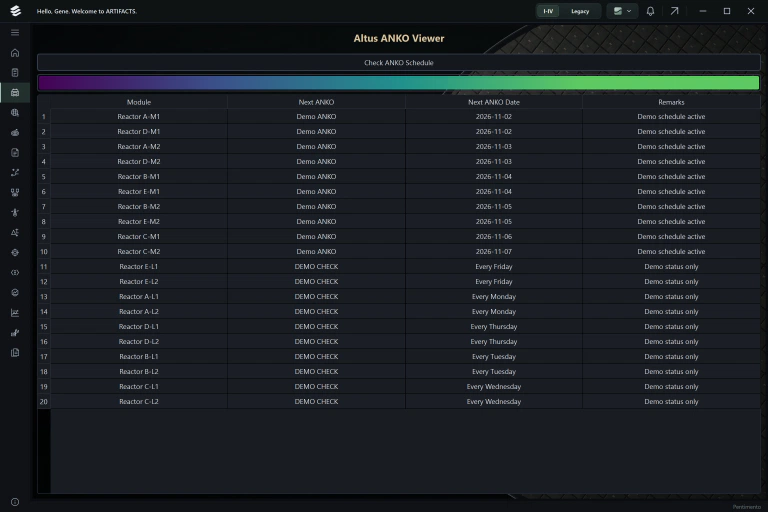 Hello, Gene. Welcome to ARTIFACTS.
I-IV Legacy
Altus ANKO Viewer
Check ANKO Schedule
Module Next ANKO Next ANKO Date Remarks
1 Reactor A-M1 Demo ANKO 2026-11-02 Demo schedule active
2 Reactor D-M1 Demo ANKO 2026-11-02 Demo schedule active
3 Reactor A-M2 Demo ANKO 2026-11-03 Demo schedule active
4 Reactor D-M2 Demo ANKO 2026-11-03 Demo schedule active
5 Reactor B-M1 Demo ANKO 2026-11-04 Demo schedule active
6 Reactor E-M1 Demo ANKO 2026-11-04 Demo schedule active
7 Reactor B-M2 Demo ANKO 2026-11-05 Demo schedule active
8 Reactor E-M2 Demo ANKO 2026-11-05 Demo schedule active
9 Reactor C-M1 Demo ANKO 2026-11-06 Demo schedule active
10 Reactor C-M2 Demo ANKO 2026-11-07 Demo schedule active
11 Reactor E-L1 DEMO CHECK Every Friday Demo status only
12 Reactor E-L2 DEMO CHECK Every Friday Demo status only
13 Reactor A-L1 DEMO CHECK Every Monday Demo status only
14 Reactor A-L2 DEMO CHECK Every Monday Demo status only
15 Reactor D-L1 DEMO CHECK Every Thursday Demo status only
16 Reactor D-L2 DEMO CHECK Every Thursday Demo status only
17 Reactor B-L1 DEMO CHECK Every Tuesday Demo status only
18 Reactor B-L2 DEMO CHECK Every Tuesday Demo status only
19 Reactor C-L1 DEMO CHECK Every Wednesday Demo status only
20 Reactor C-L2 DEMO CHECK Every Wednesday Demo status only
Pendimento